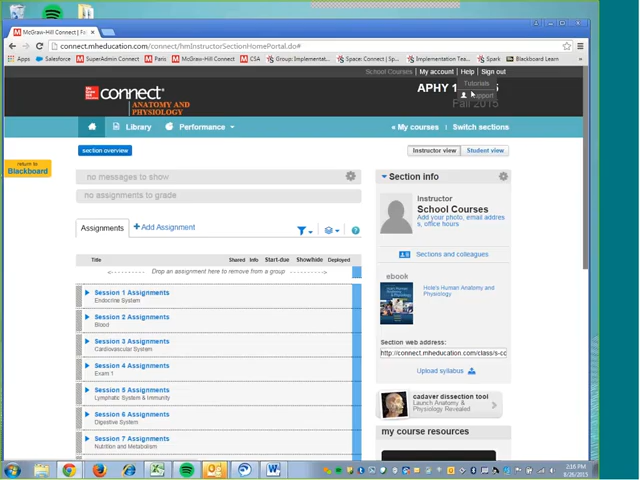 McGraw-Hill Connect
connect.mheducation.com/connect/hmInstructorSectionHomePortal.do#
Apps Salesforce SuperAdmin Connect Paris McGraw-Hill Connect CSA Group: Implementat... Space: Connect | Sp... Implementation Tea... Spark Blackboard Learn
School Courses My account Help Sign out
Tutorials
connect
ANATOMY AND
PHYSIOLOGY
APHY 1
Fall 2015
Library Performance
My courses Switch sections
return to
Blackboard
section overview
Instructor view Student view
no messages to show
no assignments to grade
Assignments + Add Assignment
Title Shared Info Start-due Show/hide Deployed
Drop an assignment here to remove from a group
Session 1 Assignments
Endocrine System
Session 2 Assignments
Blood
Session 3 Assignments
Cardiovascular System
Session 4 Assignments
Exam 1
Session 5 Assignments
Lymphatic System & Immunity
Session 6 Assignments
Digestive System
Session 7 Assignments
Nutrition and Metabolism
Section info
Instructor
School Courses
Add your photo, email address, office hours
Sections and colleagues
ebook
Hole's Human Anatomy and
Physiology
Section web address:
http://connect.mheducation.com/class/s-cc
Upload syllabus
cadaver dissection tool
Launch Anatomy &
Physiology Revealed
my course resources
2:16 PM
8/26/2015